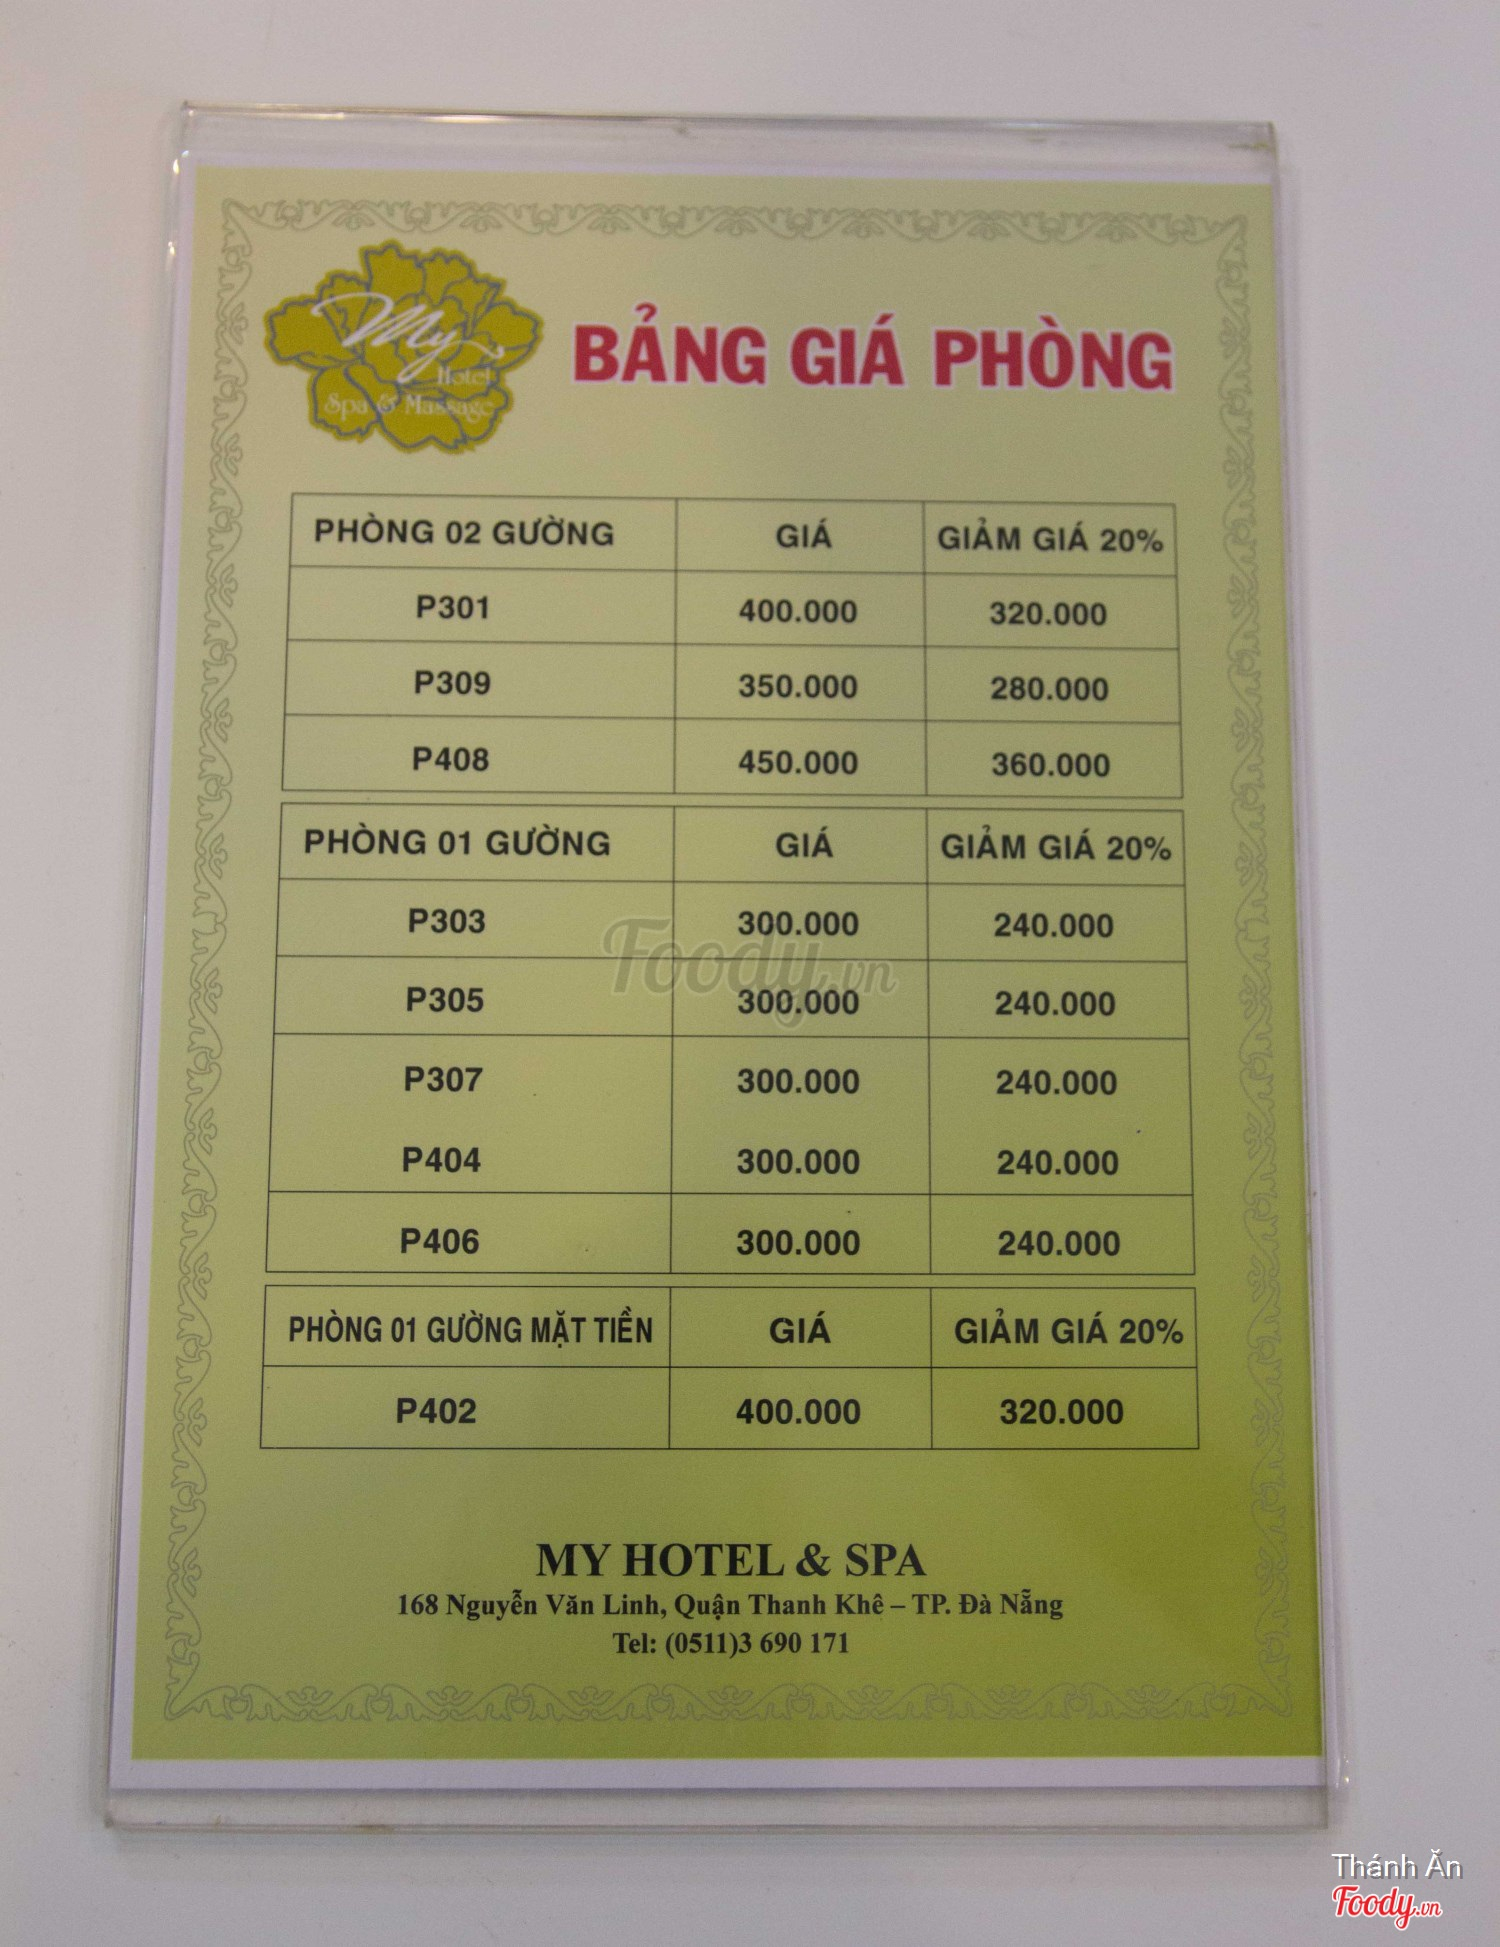 My
Hotel
Spa & Massage
BẢNG GIÁ PHÒNG
PHÒNG 02 GƯỜNG GIÁ GIẢM GIÁ 20%
P301 400.000 320.000
P309 350.000 280.000
P408 450.000 360.000
PHÒNG 01 GƯỜNG GIÁ GIẢM GIÁ 20%
P303 300.000 240.000
P305 300.000 240.000
P307 300.000 240.000
P404 300.000 240.000
P406 300.000 240.000
PHÒNG 01 GƯỜNG MẶT TIỀN GIÁ GIẢM GIÁ 20%
P402 400.000 320.000
MY HOTEL & SPA
168 Nguyễn Văn Linh, Quận Thanh Khê – TP. Đà Nẵng
Tel: (0511)3 690 171
Foody.vn
Thánh Ăn
Foody.vn